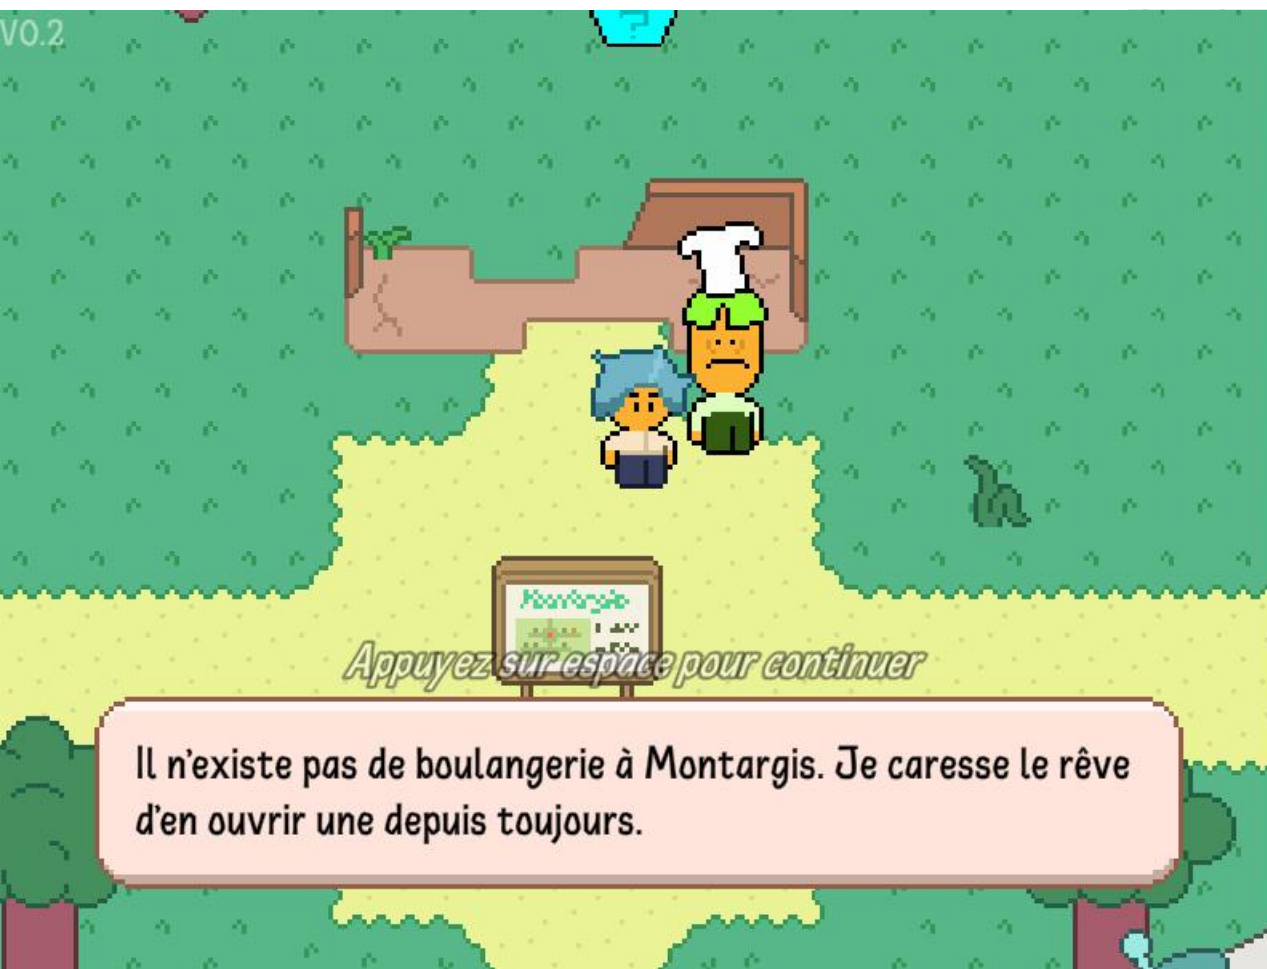 V0.2
?
Montargis
Appuyez sur espace pour continuer
Il n'existe pas de boulangerie à Montargis. Je caresse le rêve
d'en ouvrir une depuis toujours.